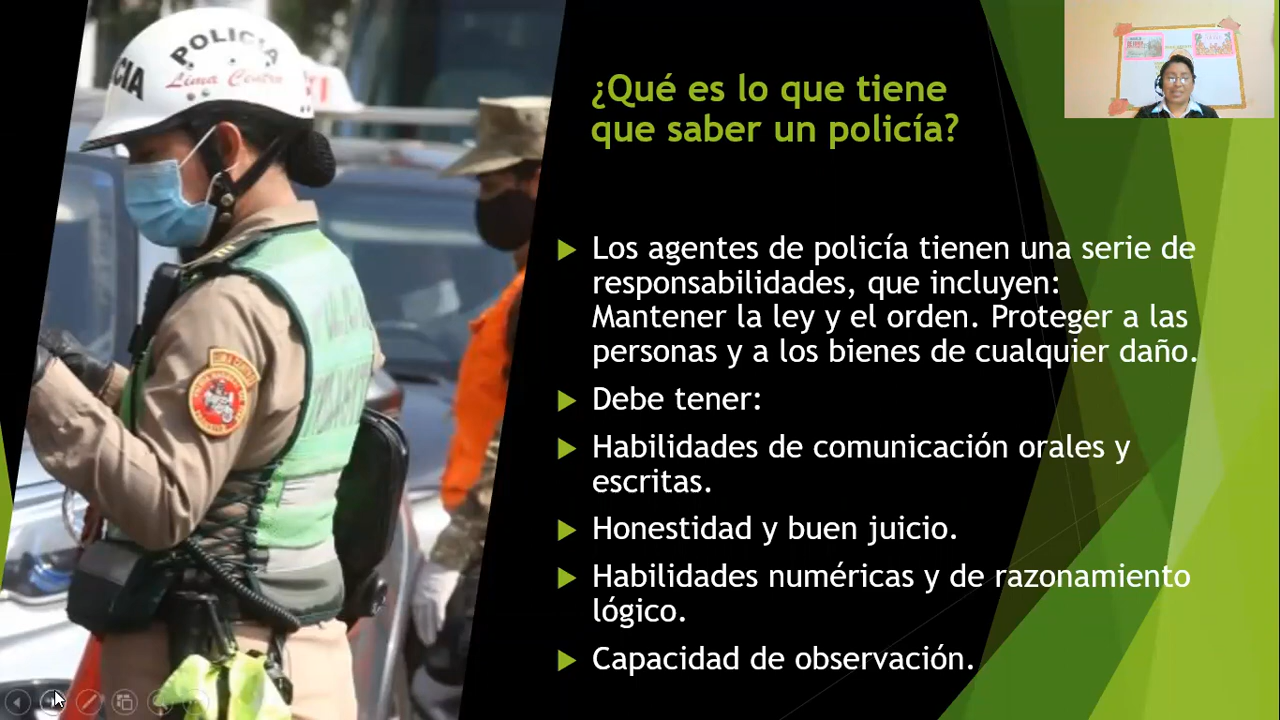 POLICIA
Lima Centro
CIA
¿Qué es lo que tiene
que saber un policía?
Los agentes de policía tienen una serie de
responsabilidades, que incluyen:
Mantener la ley y el orden. Proteger a las
personas y a los bienes de cualquier daño.
Debe tener:
Habilidades de comunicación orales y
escritas.
Honestidad y buen juicio.
Habilidades numéricas y de razonamiento
lógico.
Capacidad de observación.